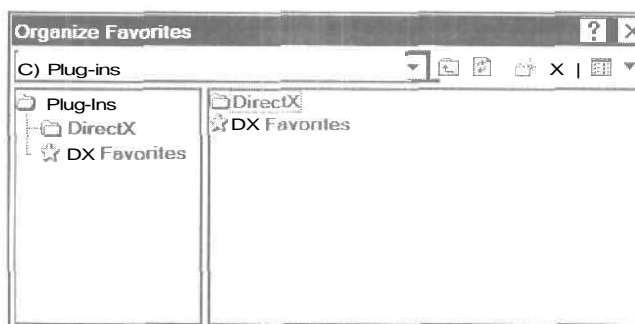 Organize Favorites ? X
C) Plug-ins X |
Plug-Ins
DirectX
DX Favorites
DirectX
DX Favorites